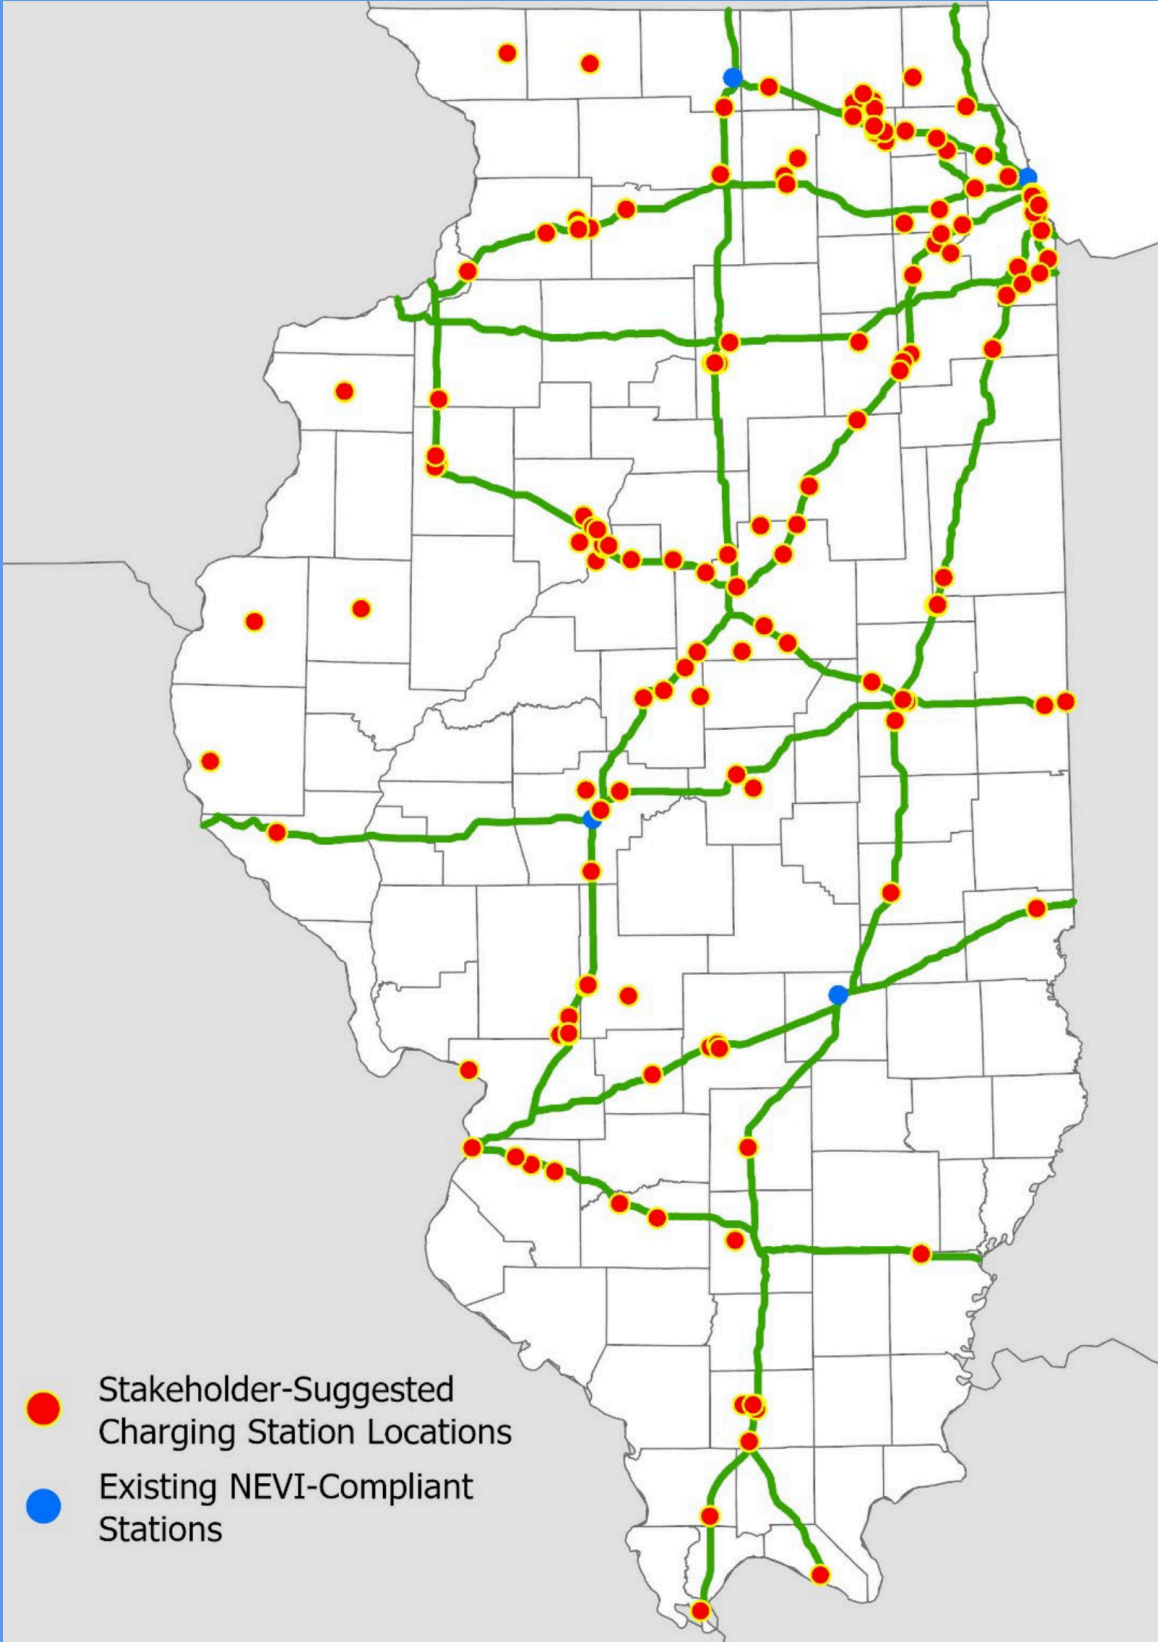 Stakeholder-Suggested
Charging Station Locations
Existing NEVI-Compliant
Stations